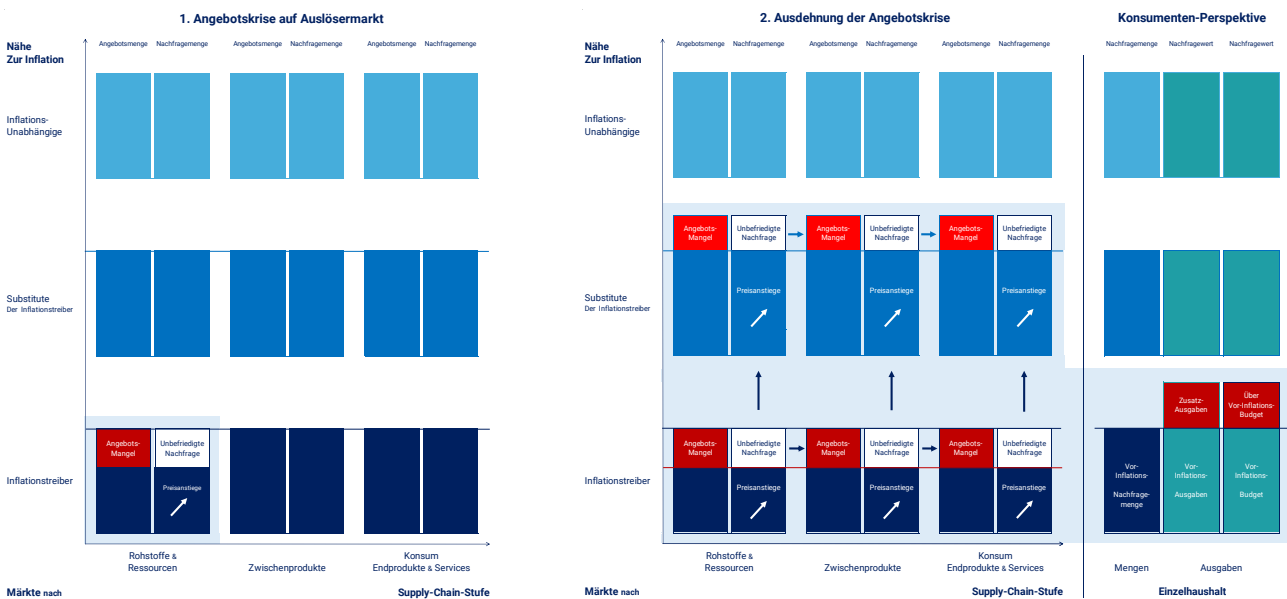 1. Angebotskrise auf Auslösermarkt
Nähe
Zur Inflation
Angebotsmenge Nachfragemenge Angebotsmenge Nachfragemenge Angebotsmenge Nachfragemenge
Inflations-
Unabhängige
Substitute
Der Inflationstreiber
Angebots-
Mangel
Unbefriedigte
Nachfrage
Preisanstiege
Inflationstreiber
Rohstoffe &
Ressourcen
Zwischenprodukte
Konsum
Endprodukte & Services
Märkte nach
Supply-Chain-Stufe
2. Ausdehnung der Angebotskrise
Nähe
Zur Inflation
Angebotsmenge Nachfragemenge Angebotsmenge Nachfragemenge Angebotsmenge Nachfragemenge
Inflations-
Unabhängige
Angebots-
Mangel
Unbefriedigte
Nachfrage
Angebots-
Mangel
Unbefriedigte
Nachfrage
Angebots-
Mangel
Unbefriedigte
Nachfrage
Substitute
Der Inflationstreiber
Preisanstiege
Preisanstiege
Preisanstiege
Angebots-
Mangel
Unbefriedigte
Nachfrage
Angebots-
Mangel
Unbefriedigte
Nachfrage
Angebots-
Mangel
Unbefriedigte
Nachfrage
Inflationstreiber
Preisanstiege
Preisanstiege
Preisanstiege
Rohstoffe &
Ressourcen
Zwischenprodukte
Konsum
Endprodukte & Services
Märkte nach
Supply-Chain-Stufe
Konsumenten-Perspektive
Nachfragemenge Nachfragewert Nachfragewert
Zusatz-
Ausgaben
Über
Vor-Inflations-
Budget
Vor-
Inflations-
Nachfrage-
menge
Vor-
Inflations-
Ausgaben
Vor-
Inflations-
Budget
Mengen
Ausgaben
Einzelhaushalt